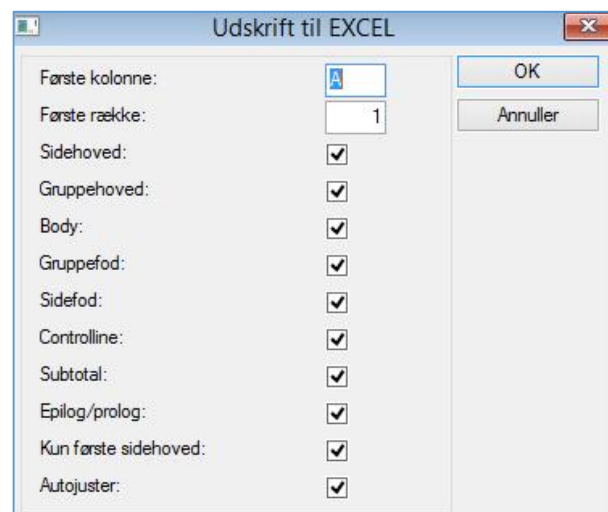 Udskrift til EXCEL
Første kolonne: A
OK
Første række: 1
Annuller
Sidehoved:
Gruppehoved:
Body:
Gruppefod:
Sidefod:
Controlline:
Subtotal:
Epilog/prolog:
Kun første sidehoved:
Autojuster: